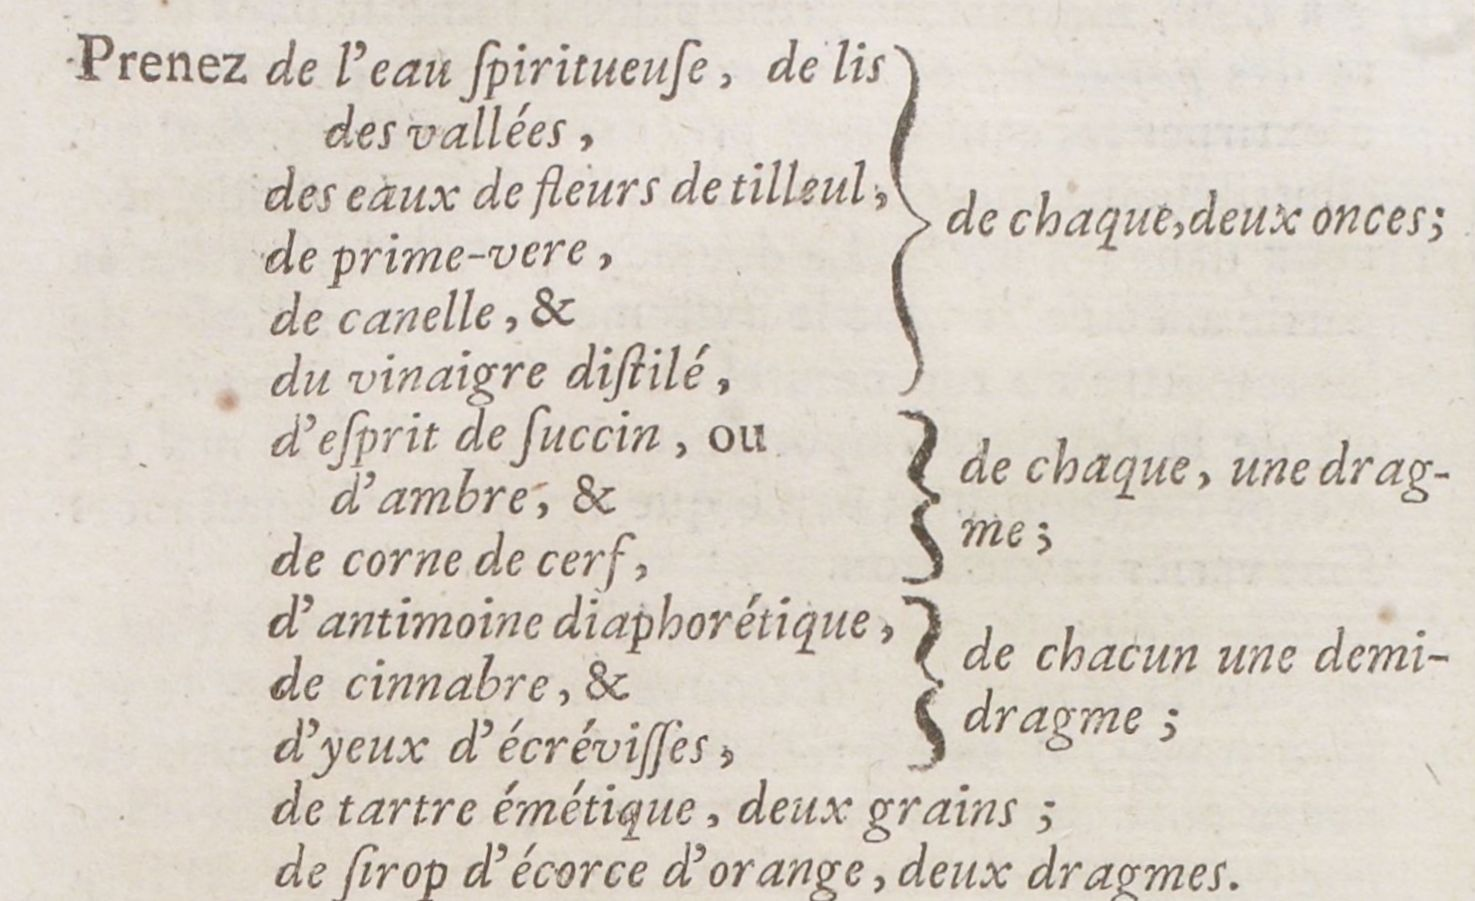 Prenez de l'eau ſpiritueuſe, de lis
des vallées,
des eaux de fleurs de tilleul,
de prime-vere,
de canelle, &
du vinaigre diſtilé,
de chaque, deux onces;
d'eſprit de ſuccin, ou
d'ambre, &
de corne de cerf,
de chaque, une drag-
me;
d'antimoine diaphorétique,
de cinnabre, &
d'yeux d'écréviſſes,
de chacun une demi-
dragme;
de tartre émétique, deux grains;
de ſirop d'écorce d'orange, deux dragmes.